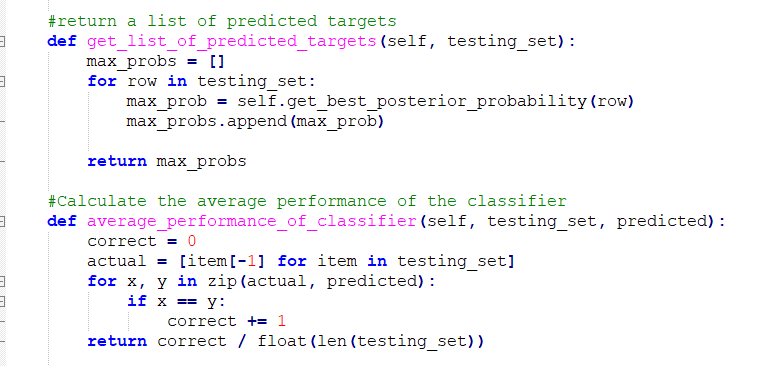 #return a list of predicted targets
def get_list_of_predicted_targets(self, testing_set):
    max_probs = []
    for row in testing_set:
        max_prob = self.get_best_posterior_probability(row)
        max_probs.append(max_prob)

    return max_probs

#Calculate the average performance of the classifier
def average_performance_of_classifier(self, testing_set, predicted):
    correct = 0
    actual = [item[-1] for item in testing_set]
    for x, y in zip(actual, predicted):
        if x == y:
            correct += 1
    return correct / float(len(testing_set))